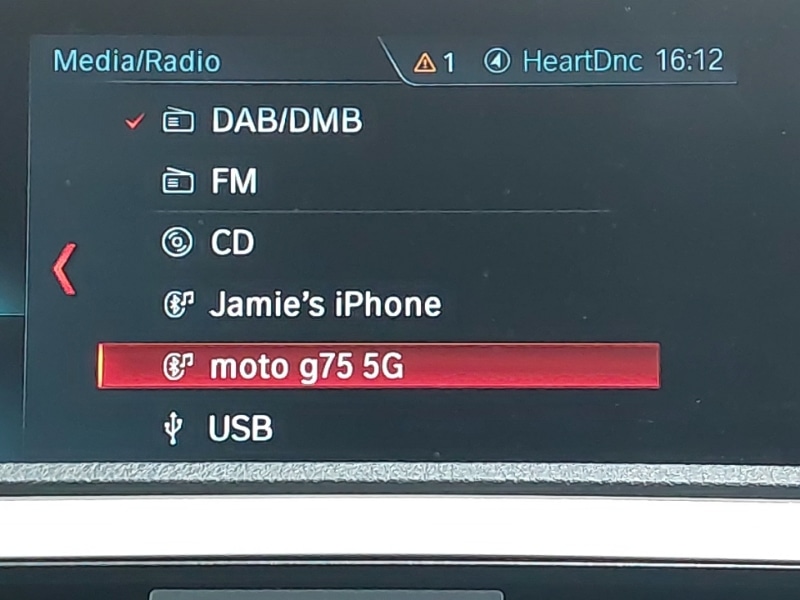 Media/Radio 1 HeartDnc 16:12
DAB/DMB
FM
CD
Jamie's iPhone
moto g75 5G
USB